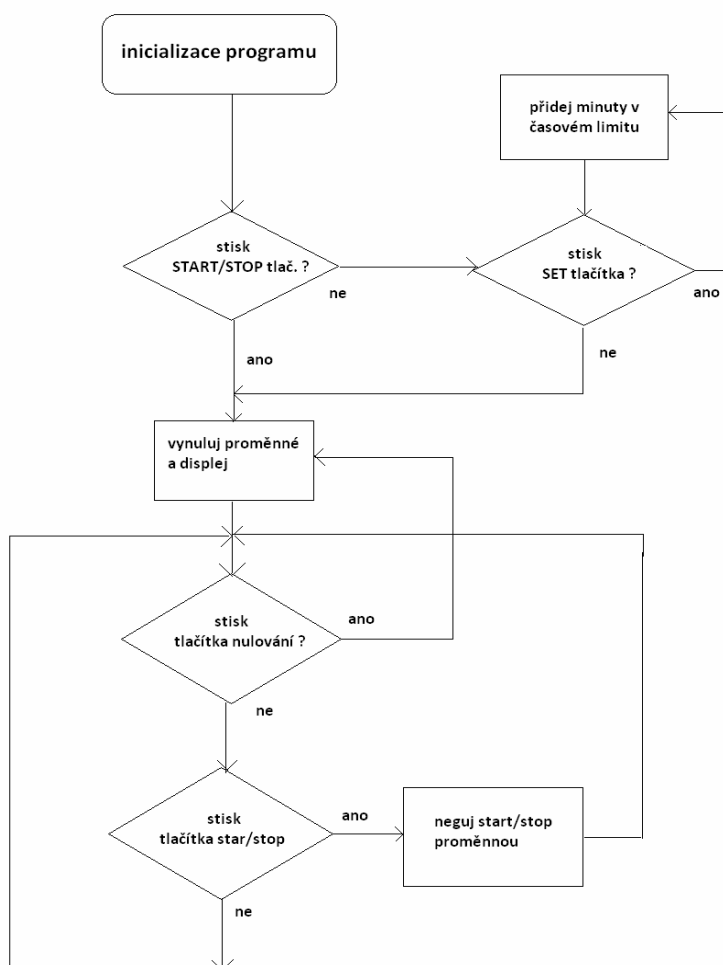 inicializace programu
přidej minuty v
časovém limitu
stisk
START/STOP tlač. ?
ne
stisk
SET tlačítka ?
ano
ano
ne
vynuluj proměnné
a displej
stisk
tlačítka nulování ?
ano
ne
stisk
tlačítka star/stop
ano
neguj start/stop
proměnnou
ne